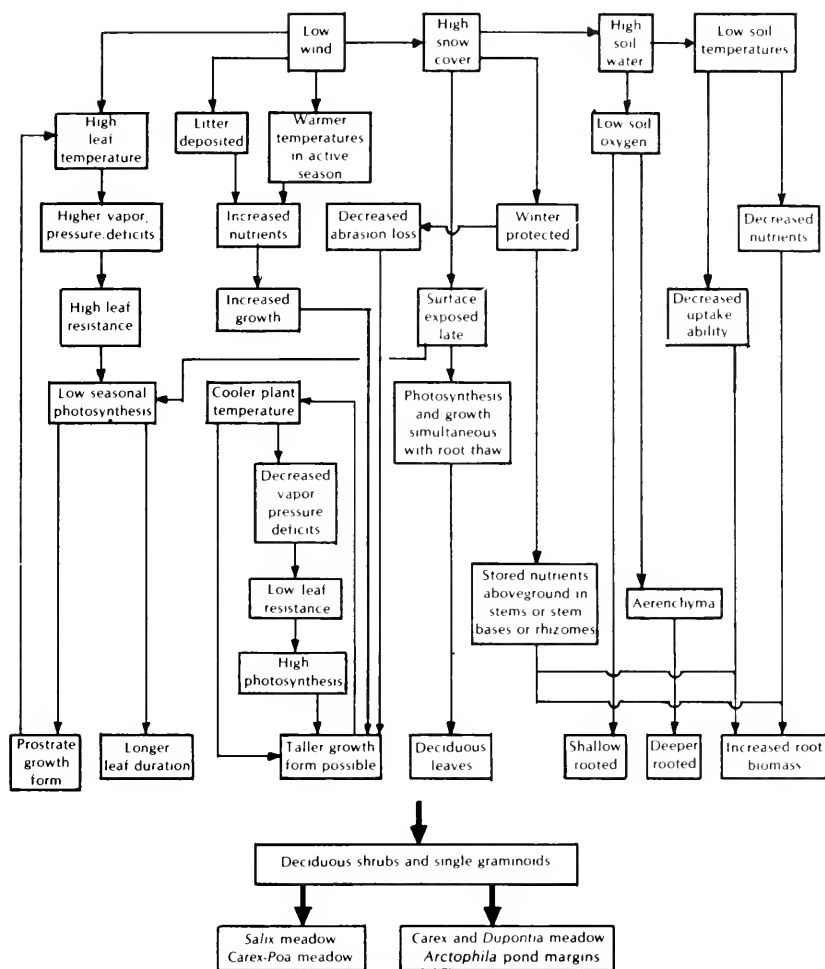 Low
wind
High
snow
cover
High
soil
water
Low soil
temperatures
High
leaf
temperature
Litter
deposited
Warmer
temperatures
in active
season
Low soil
oxygen
Higher vapor
pressure deficits
Increased
nutrients
Decreased
abrasion loss
Winter
protected
Decreased
nutrients
High leaf
resistance
Increased
growth
Surface
exposed
late
Decreased
uptake
ability
Low seasonal
photosynthesis
Cooler plant
temperature
Photosynthesis
and growth
simultaneous
with root thaw
Decreased
vapor
pressure
deficits
Low leaf
resistance
Stored nutrients
aboveground in
stems or stem
bases or rhizomes
Aerenchyma
High
photosynthesis
Prostrate
growth
form
Longer
leaf duration
Taller growth
form possible
Deciduous
leaves
Shallow
rooted
Deeper
rooted
Increased root
biomass
Deciduous shrubs and single graminoids
Salix meadow
Carex-Poa meadow
Carex and Dupontia meadow
Arctophila pond margins